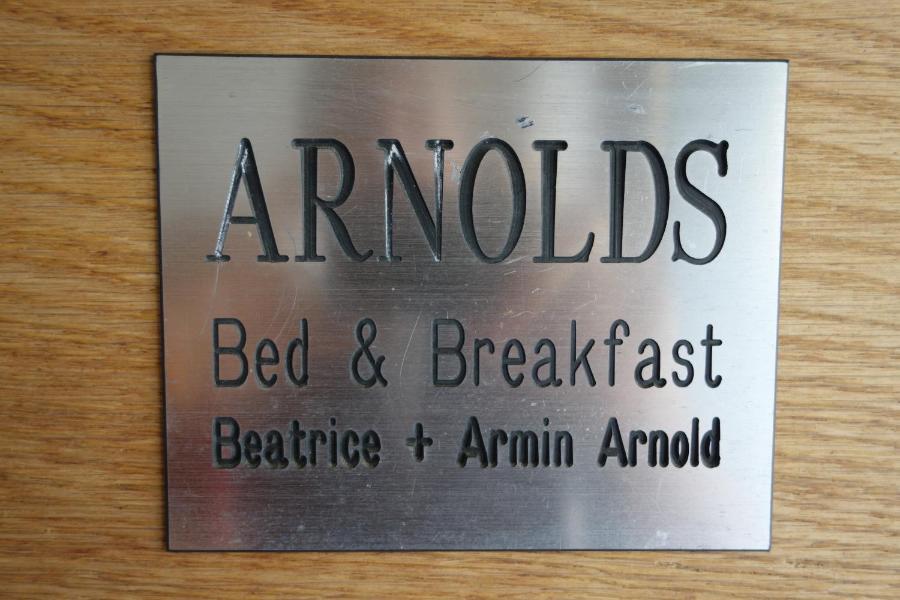 ARNOLDS
Bed & Breakfast
Beatrice + Armin Arnold